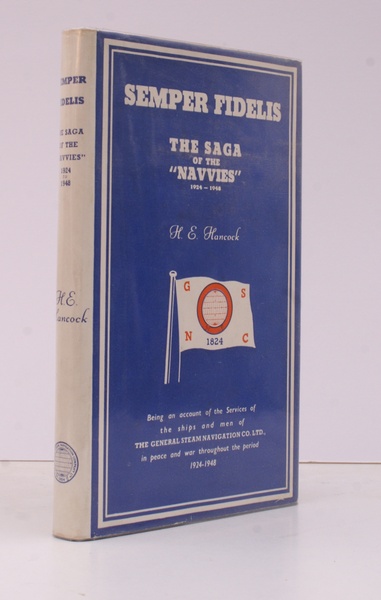 SEMPER
FIDELIS
THE SAGA
OF THE
"NAVVIES"
1824
to
1948
H.E.
Hancock
SEMPER FIDELIS
THE SAGA
OF THE
"NAVVIES"
1924 – 1948
H. E. Hancock
G S
N C
1824
Being an account of the Services of
the ships and men of
THE GENERAL STEAM NAVIGATION CO. LTD.,
in peace and war throughout the period
1924-1948